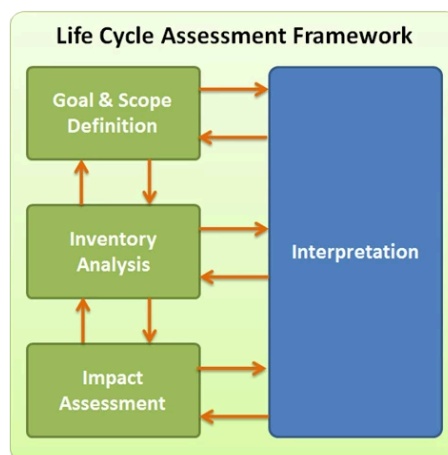 Life Cycle Assessment Framework
Goal & Scope
Definition
Inventory
Analysis
Interpretation
Impact
Assessment